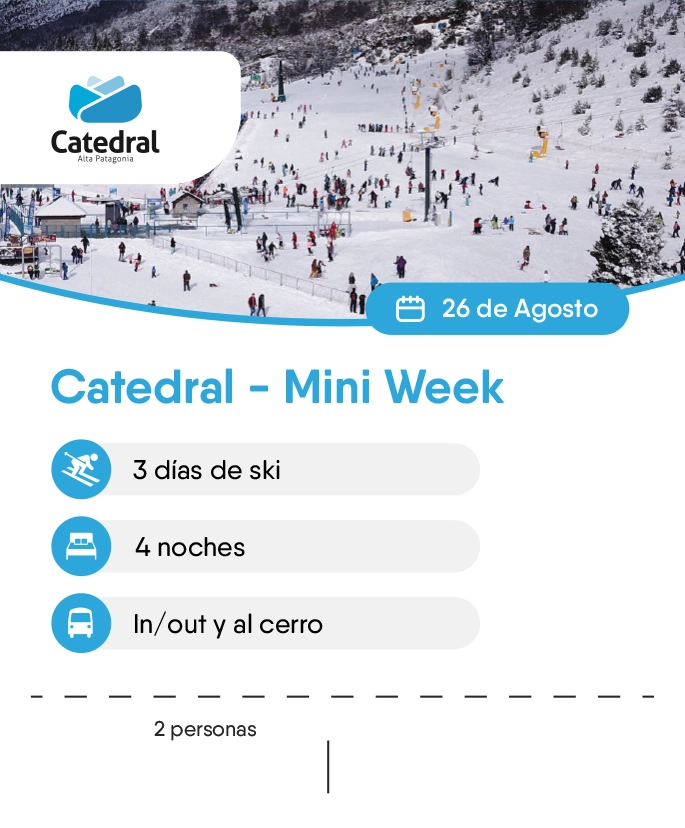 Catedral
Alta Patagonia
26 de Agosto
Catedral - Mini Week
3 días de ski
4 noches
In/out y al cerro
2 personas